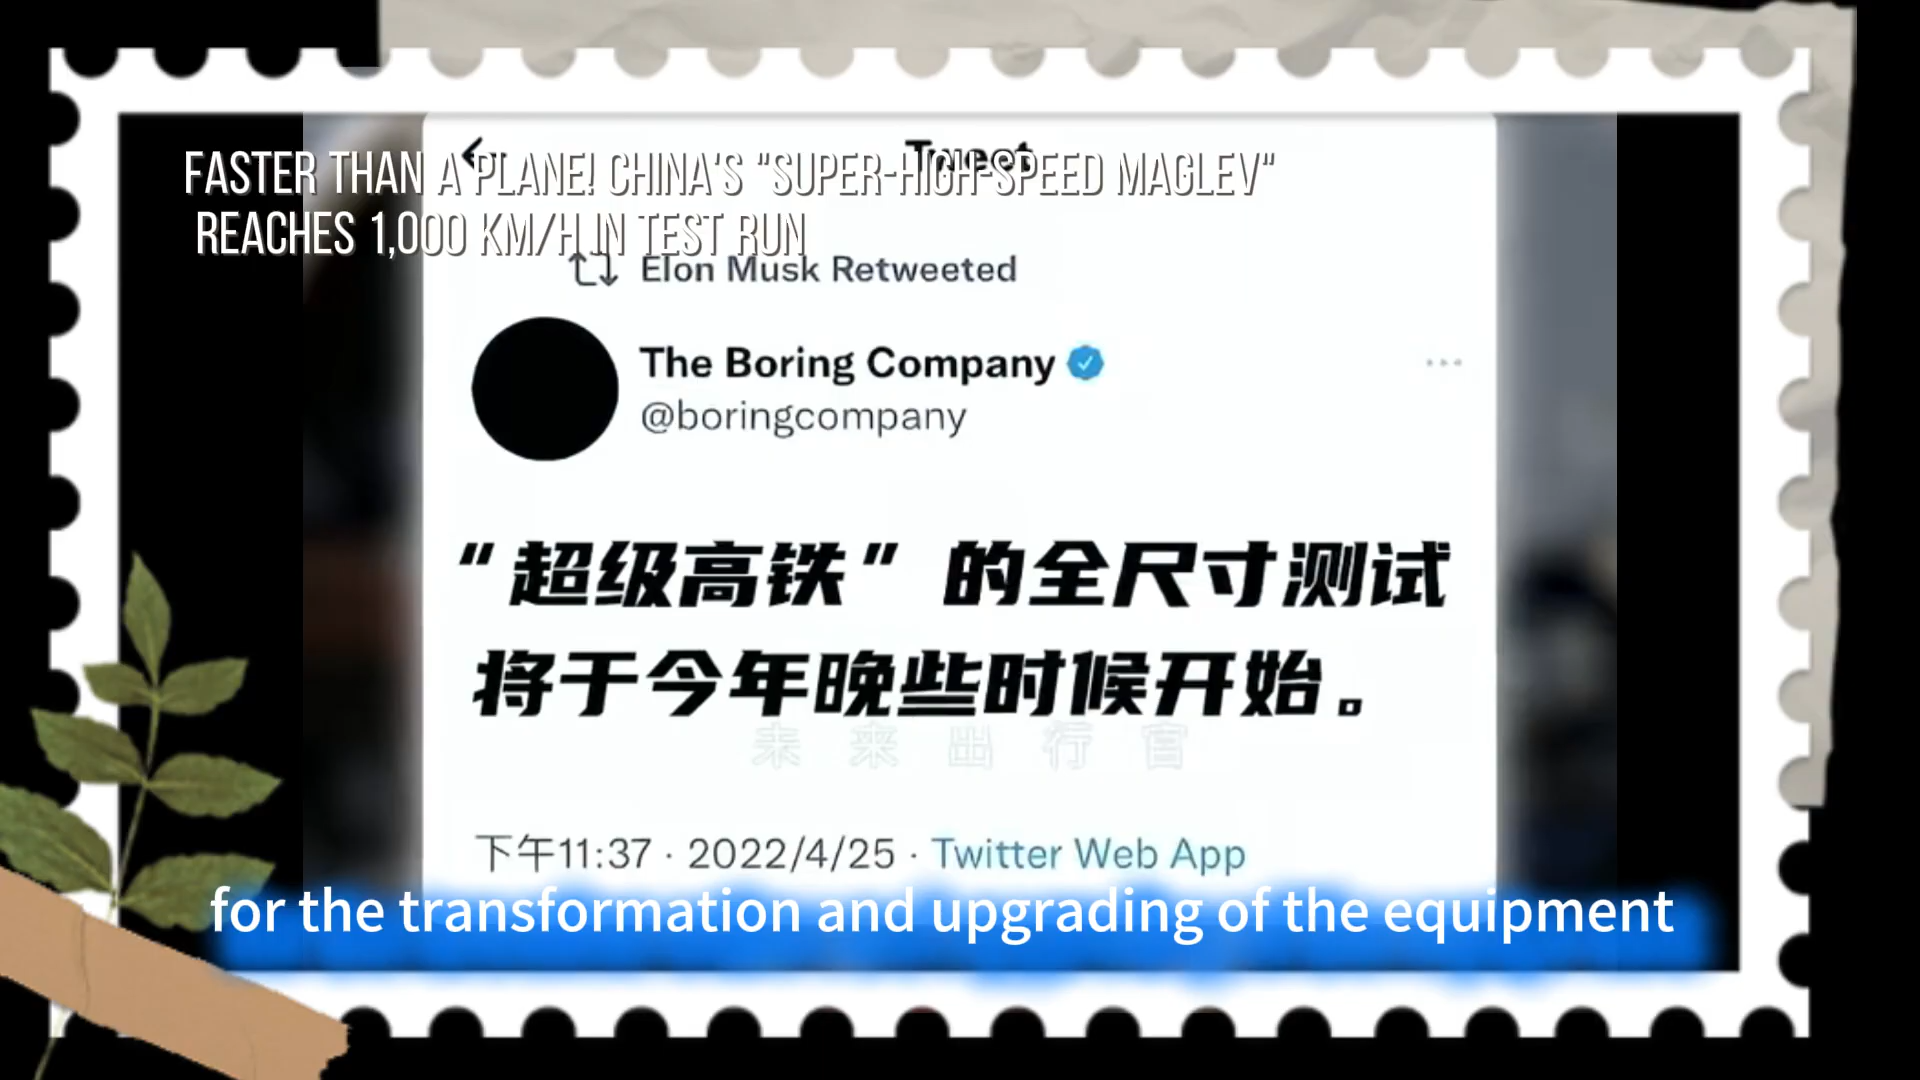 Tweet
FASTER THAN A PLANE! CHINA'S "SUPER-HIGH-SPEED MAGLEV"
REACHES 1,000 KM/H IN TEST RUN
Elon Musk Retweeted
The Boring Company
@boringcompany
“超级高铁”的全尺寸测试
将于今年晚些时候开始。
未来出行官
下午11:37 · 2022/4/25 · Twitter Web App
for the transformation and upgrading of the equipment